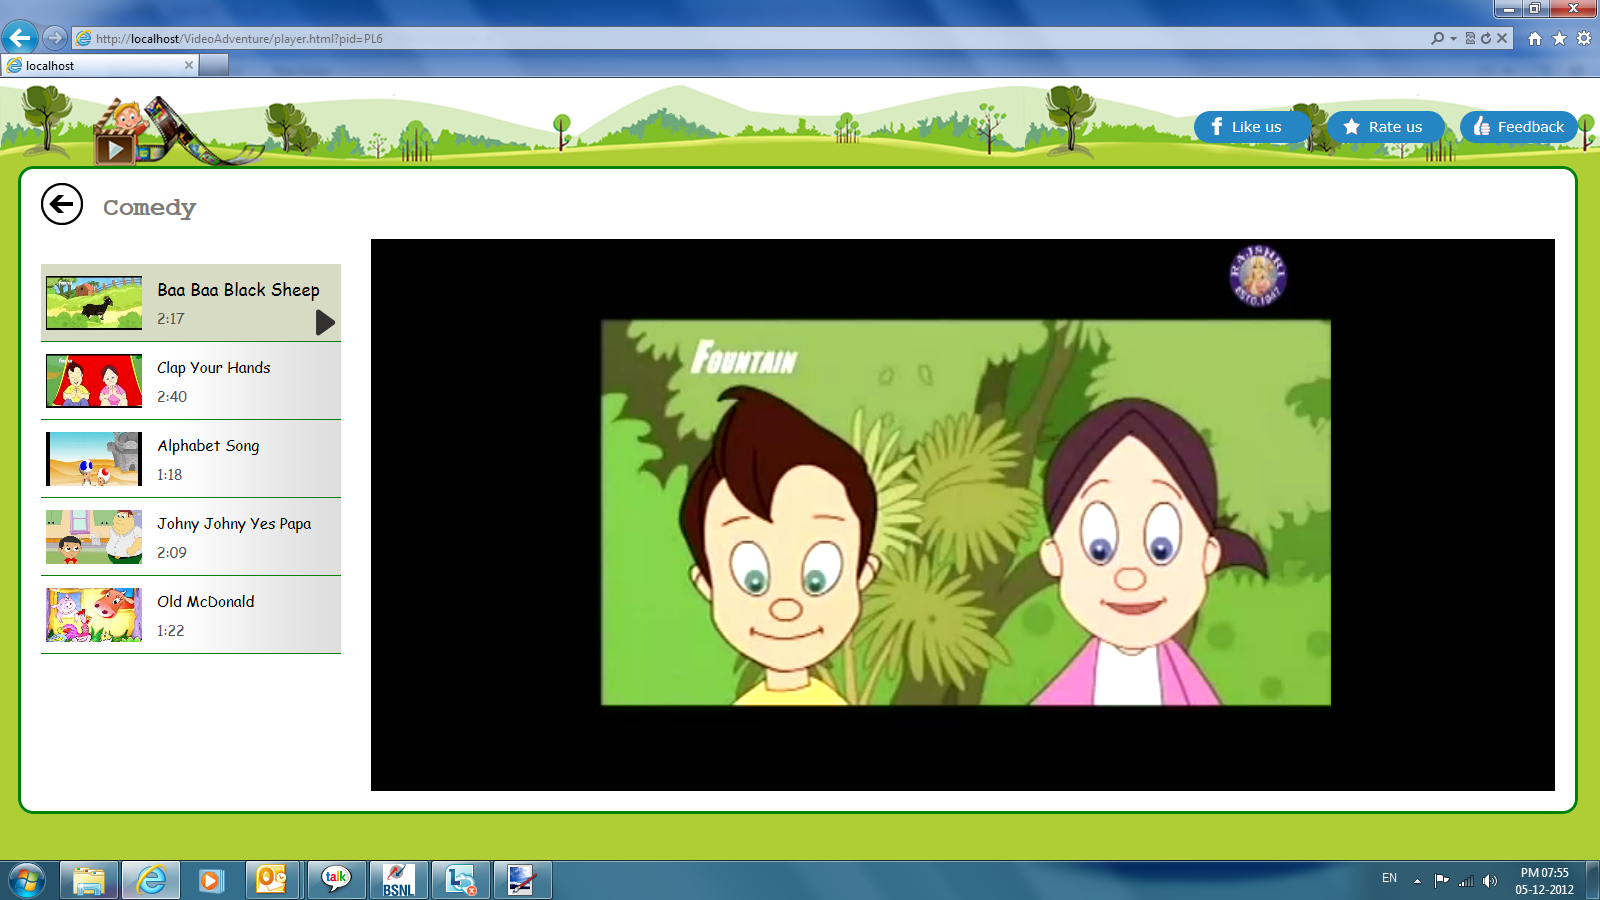 http://localhost/VideoAdventure/player.html?pid=PL6
localhost
Like us
Rate us
Feedback
Comedy
Baa Baa Black Sheep
2:17
Clap Your Hands
2:40
Alphabet Song
1:18
Johny Johny Yes Papa
2:09
Old McDonald
1:22
RAJSHRI
ESTD.1947
FOUNTAIN
talk
BSNL
EN
PM 07:55
05-12-2012